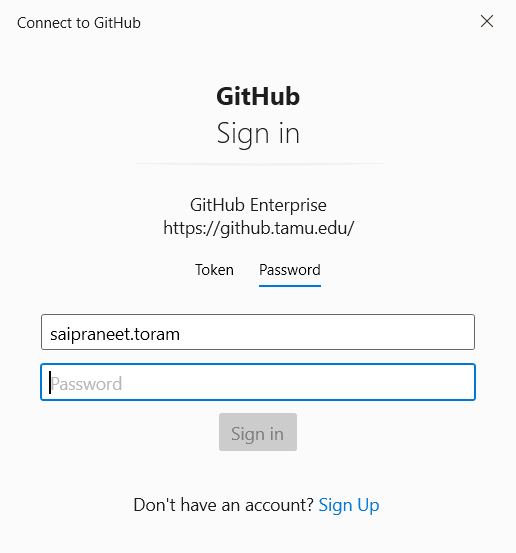 Connect to GitHub
GitHub
Sign in
GitHub Enterprise
https://github.tamu.edu/
Token Password
saipraneet.toram
Password
Sign in
Don't have an account? Sign Up